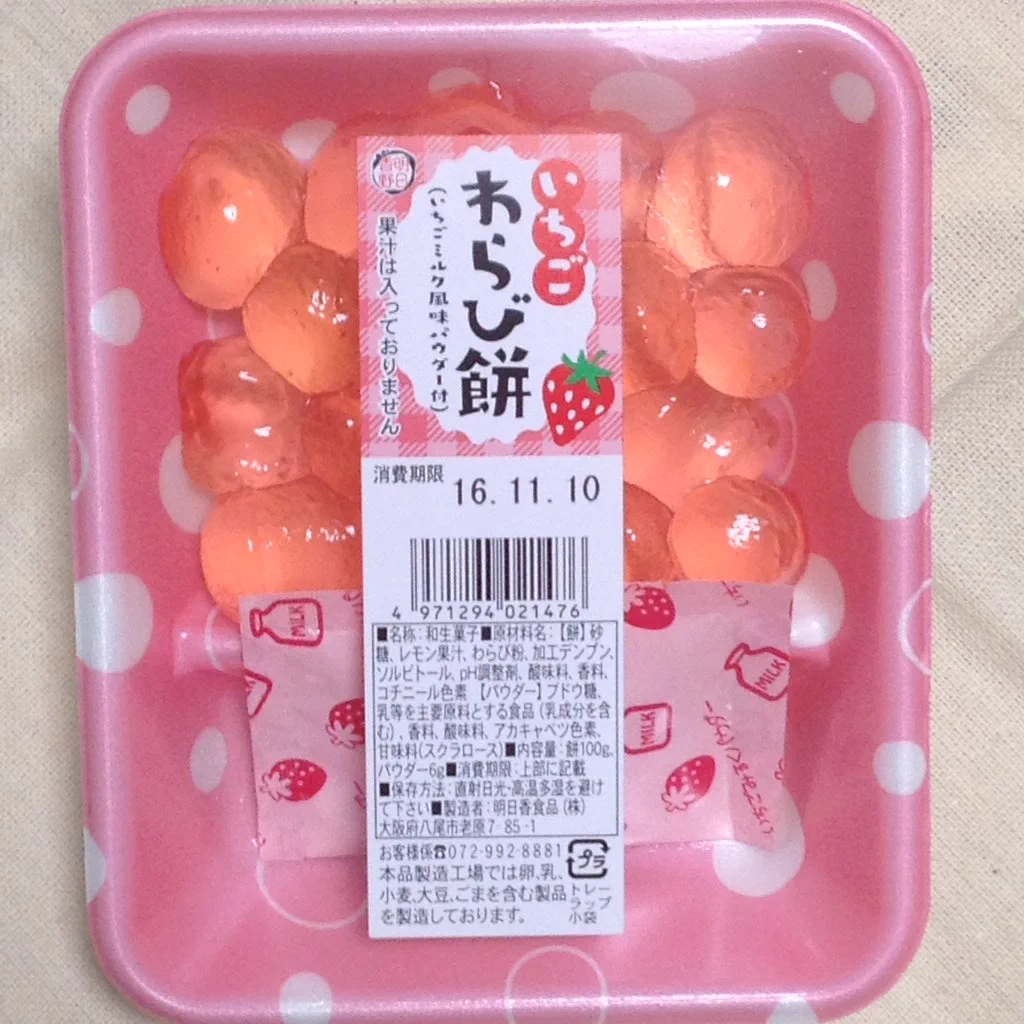 明日
香野
いちご
わらび餅
(いちごミルク風味パウダー付)
果汁は入っておりません
消費期限
16.11.10
4 971294 021476
■名称:和生菓子■原材料名:【餅】砂
糖、レモン果汁、わらび粉、加工デンプン、
ソルビトール、pH調整剤、酸味料、香料、
コチニール色素 【パウダー】ブドウ糖、
乳等を主要原料とする食品(乳成分を含
む)、香料、酸味料、アカキャベツ色素、
甘味料(スクラロース)■内容量:餅100g、
パウダー6g■消費期限:上部に記載
■保存方法:直射日光・高温多湿を避け
て下さい■製造者:明日香食品(株)
大阪府八尾市老原7-85-1
お客様係☎072-992-8881
本品製造工場では卵、乳、
小麦、大豆、ごまを含む製品
を製造しております。
プラ
トレー
ラップ
小袋
MILK
MILK
MILK